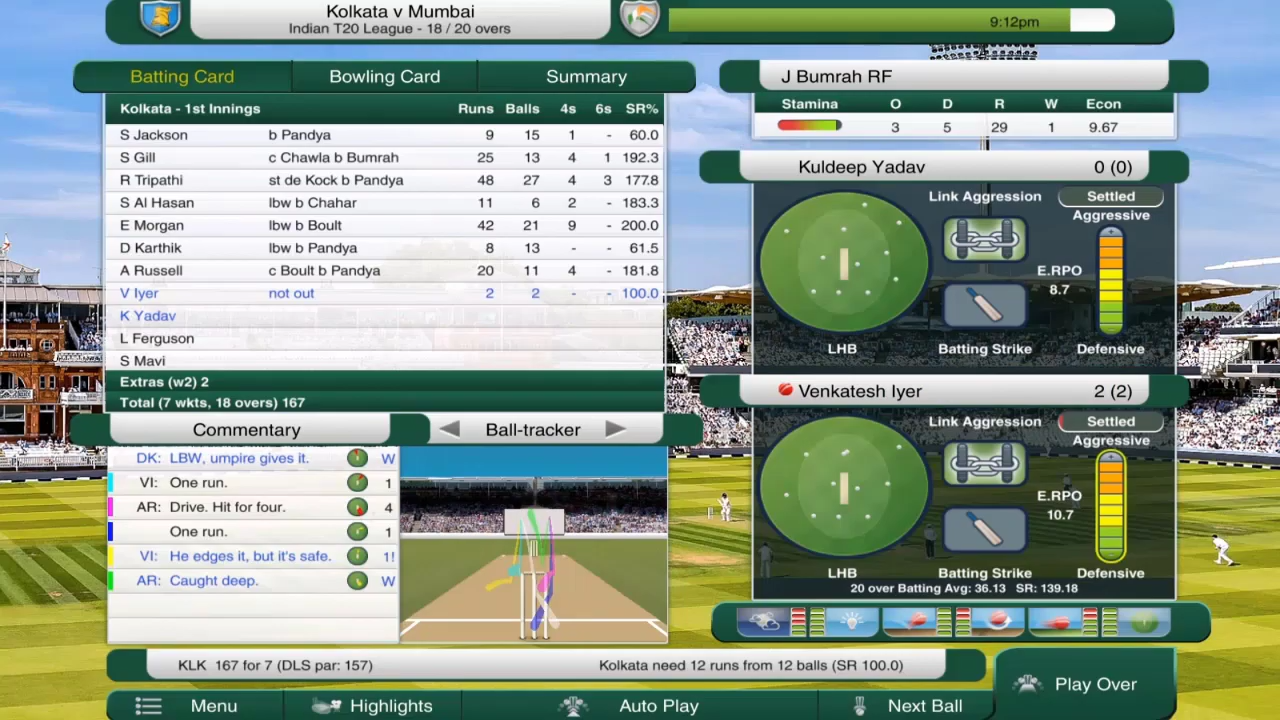 Kolkata v Mumbai
Indian T20 League - 18 / 20 overs
9:12pm
Batting Card Bowling Card Summary
Kolkata - 1st Innings Runs Balls 4s 6s SR%
S Jackson b Pandya 9 15 1 - 60.0
S Gill c Chawla b Bumrah 25 13 4 1 192.3
R Tripathi st de Kock b Pandya 48 27 4 3 177.8
S Al Hasan lbw b Chahar 11 6 2 - 183.3
E Morgan lbw b Boult 42 21 9 - 200.0
D Karthik lbw b Pandya 8 13 - - 61.5
A Russell c Boult b Pandya 20 11 4 - 181.8
V Iyer not out 2 2 - - 100.0
K Yadav
L Ferguson
S Mavi
Extras (w2) 2
Total (7 wkts, 18 overs) 167
Commentary
DK: LBW, umpire gives it. W
VI: One run. 1
AR: Drive. Hit for four. 4
One run. 1
VI: He edges it, but it's safe. 1!
AR: Caught deep. W
Ball-tracker
J Bumrah RF
Stamina O D R W Econ
3 5 29 1 9.67
Kuldeep Yadav 0 (0)
Link Aggression Settled
Aggressive
E.RPO
8.7
LHB Batting Strike Defensive
Venkatesh Iyer 2 (2)
Link Aggression Settled
Aggressive
E.RPO
10.7
LHB Batting Strike Defensive
20 over Batting Avg: 36.13 SR: 139.18
KLK 167 for 7 (DLS par: 157) Kolkata need 12 runs from 12 balls (SR 100.0)
Menu Highlights Auto Play Next Ball Play Over